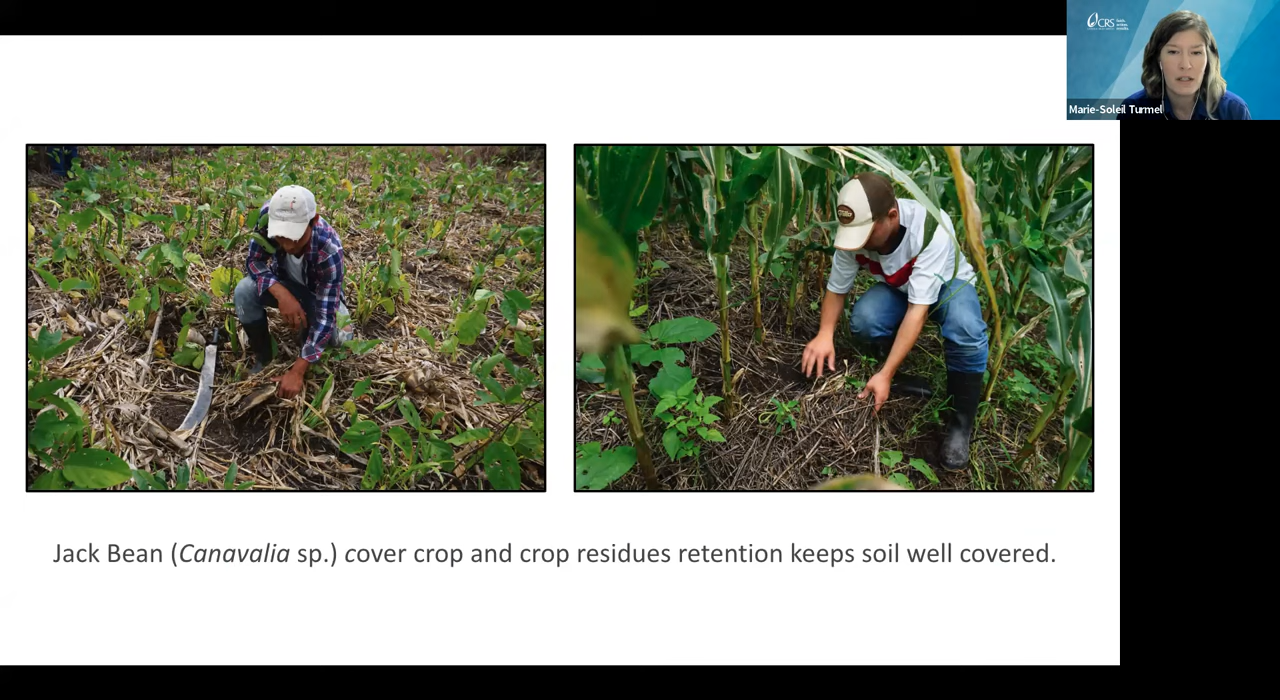 CRS
Marie-Soleil Turmel
Jack Bean (Canavalia sp.) cover crop and crop residues retention keeps soil well covered.